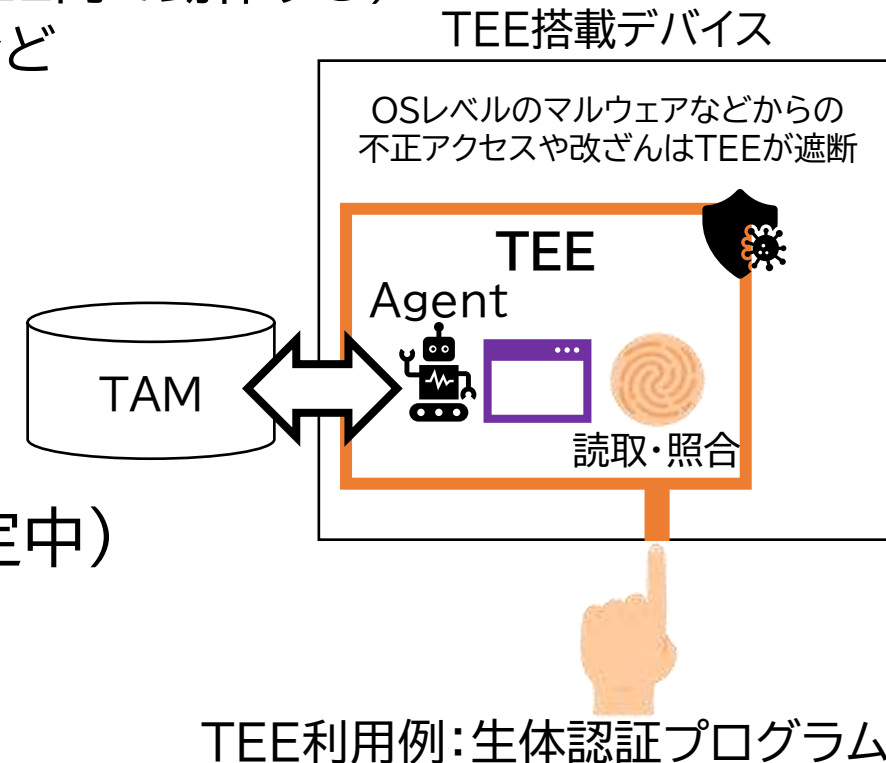 ど
TEE搭載デバイス
OSレベルのマルウェアなどからの
不正アクセスや改ざんはTEEが遮断
TEE
Agent
TAM
読取・照合
定中）
TEE利用例：生体認証プログラム